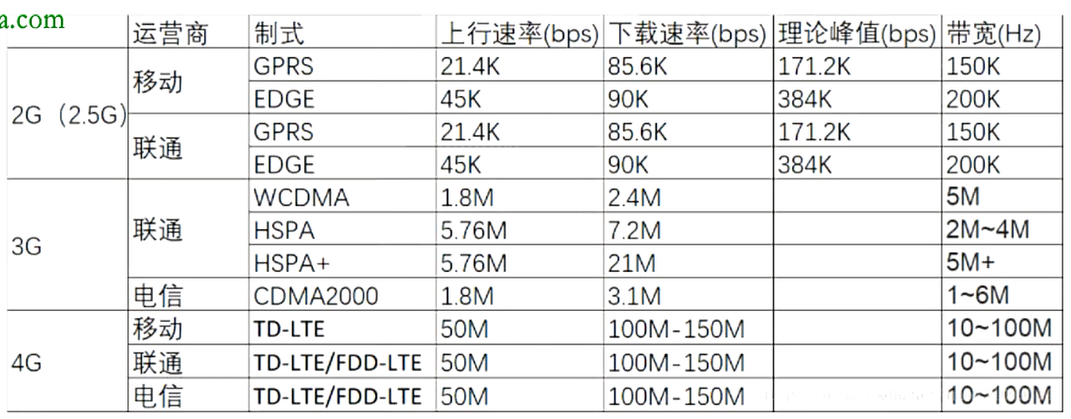 a.com
运营商 制式 上行速率(bps) 下载速率(bps) 理论峰值(bps) 带宽(Hz)
2G（2.5G) 移动 GPRS 21.4K 85.6K 171.2K 150K
EDGE 45K 90K 384K 200K
联通 GPRS 21.4K 85.6K 171.2K 150K
EDGE 45K 90K 384K 200K
3G 联通 WCDMA 1.8M 2.4M 5M
HSPA 5.76M 7.2M 2M~4M
HSPA+ 5.76M 21M 5M+
电信 CDMA2000 1.8M 3.1M 1~6M
4G 移动 TD-LTE 50M 100M-150M 10~100M
联通 TD-LTE/FDD-LTE 50M 100M-150M 10~100M
电信 TD-LTE/FDD-LTE 50M 100M-150M 10~100M